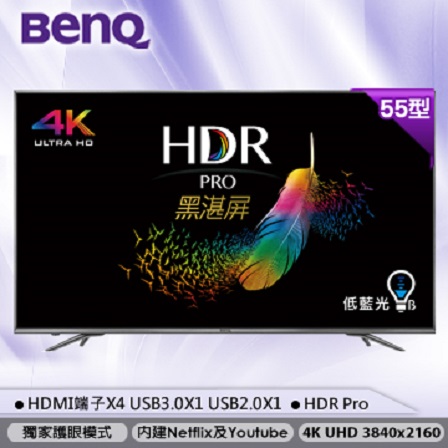 BenQ
55型
4K
ULTRA HD
HDR
PRO
黑湛屏
低藍光
B
●HDMI端子X4 USB3.0X1 USB2.0X1 ●HDR Pro
獨家護眼模式 內建Netflix及Youtube 4K UHD 3840x2160